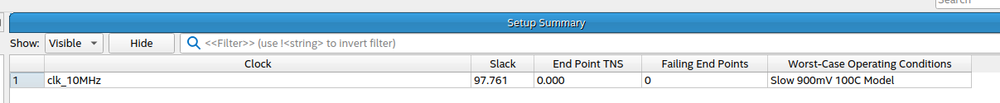 Search
Setup Summary
Show: Visible Hide <<Filter>> (use !<string> to invert filter)
Clock Slack End Point TNS Failing End Points Worst-Case Operating Conditions
1 clk_10MHz 97.761 0.000 0 Slow 900mV 100C Model